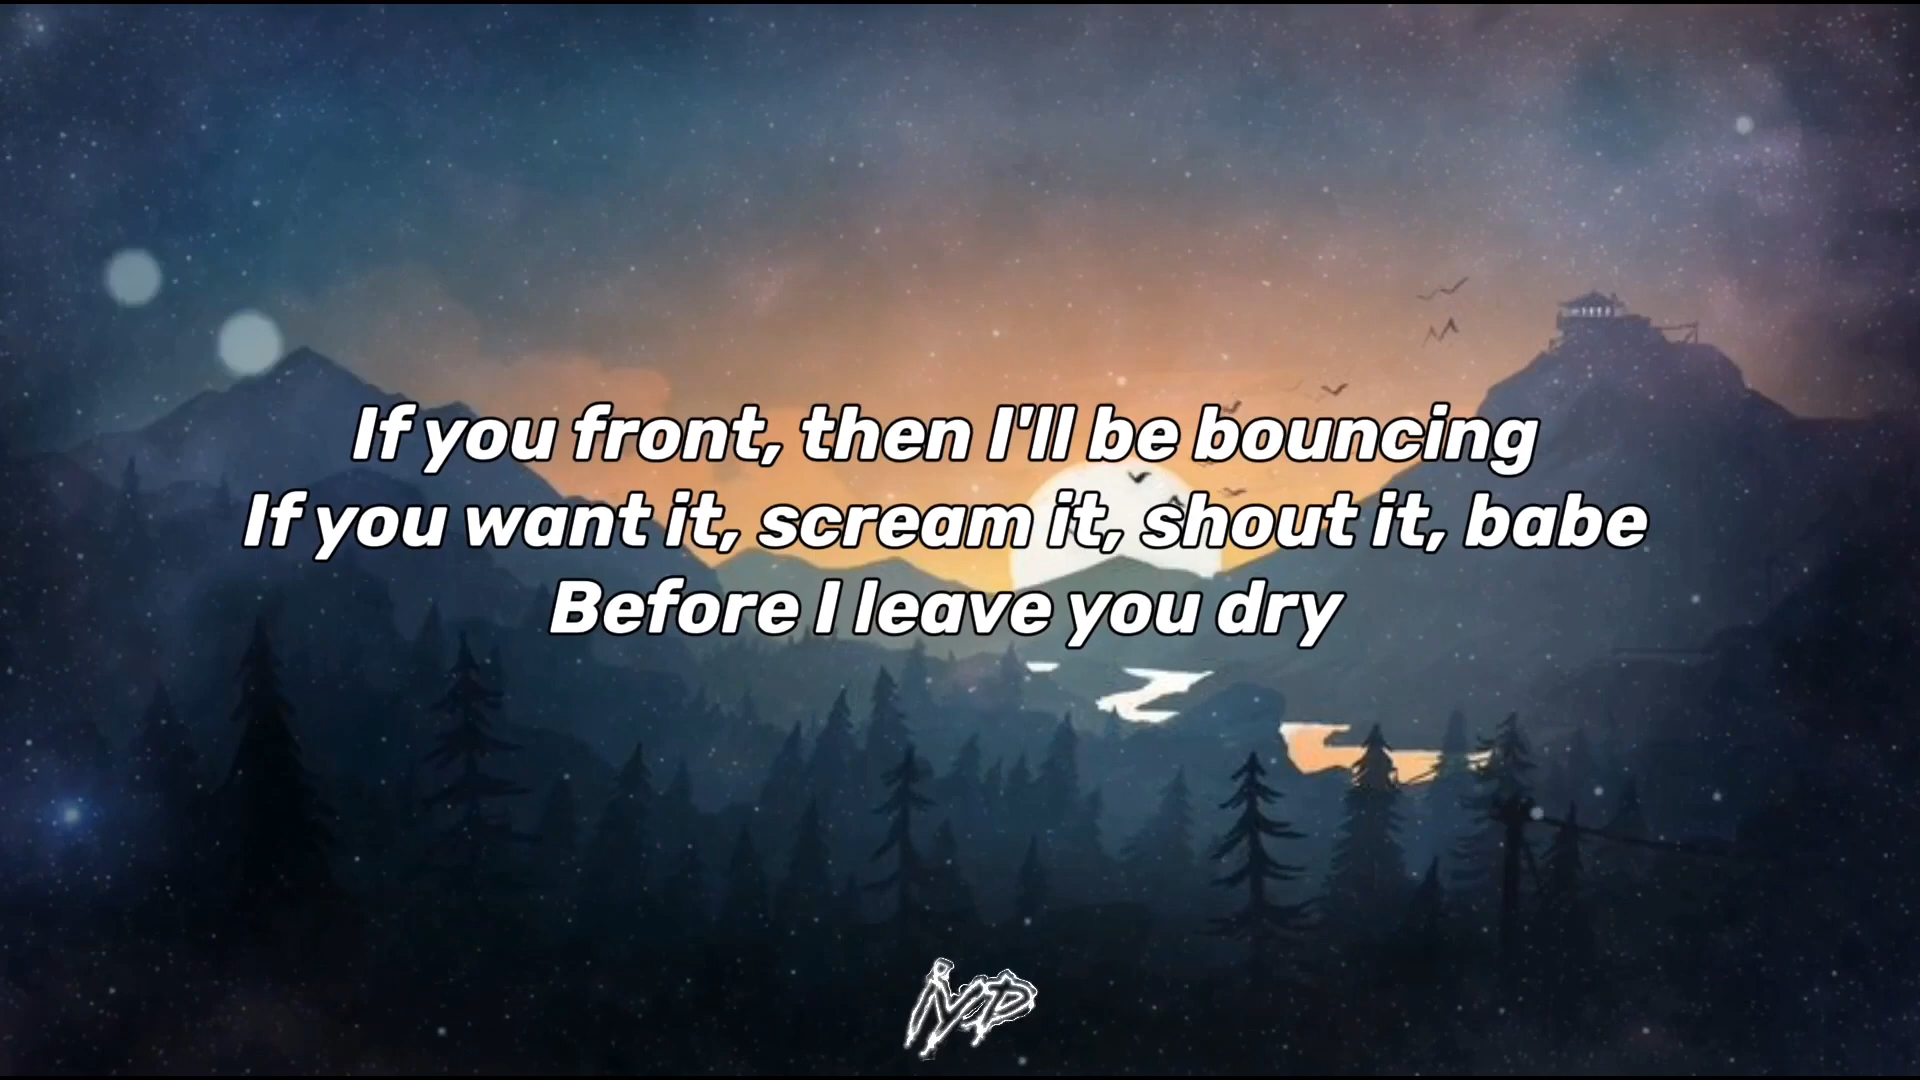 If you front, then I'll be bouncing
If you want it, scream it, shout it, babe
Before I leave you dry